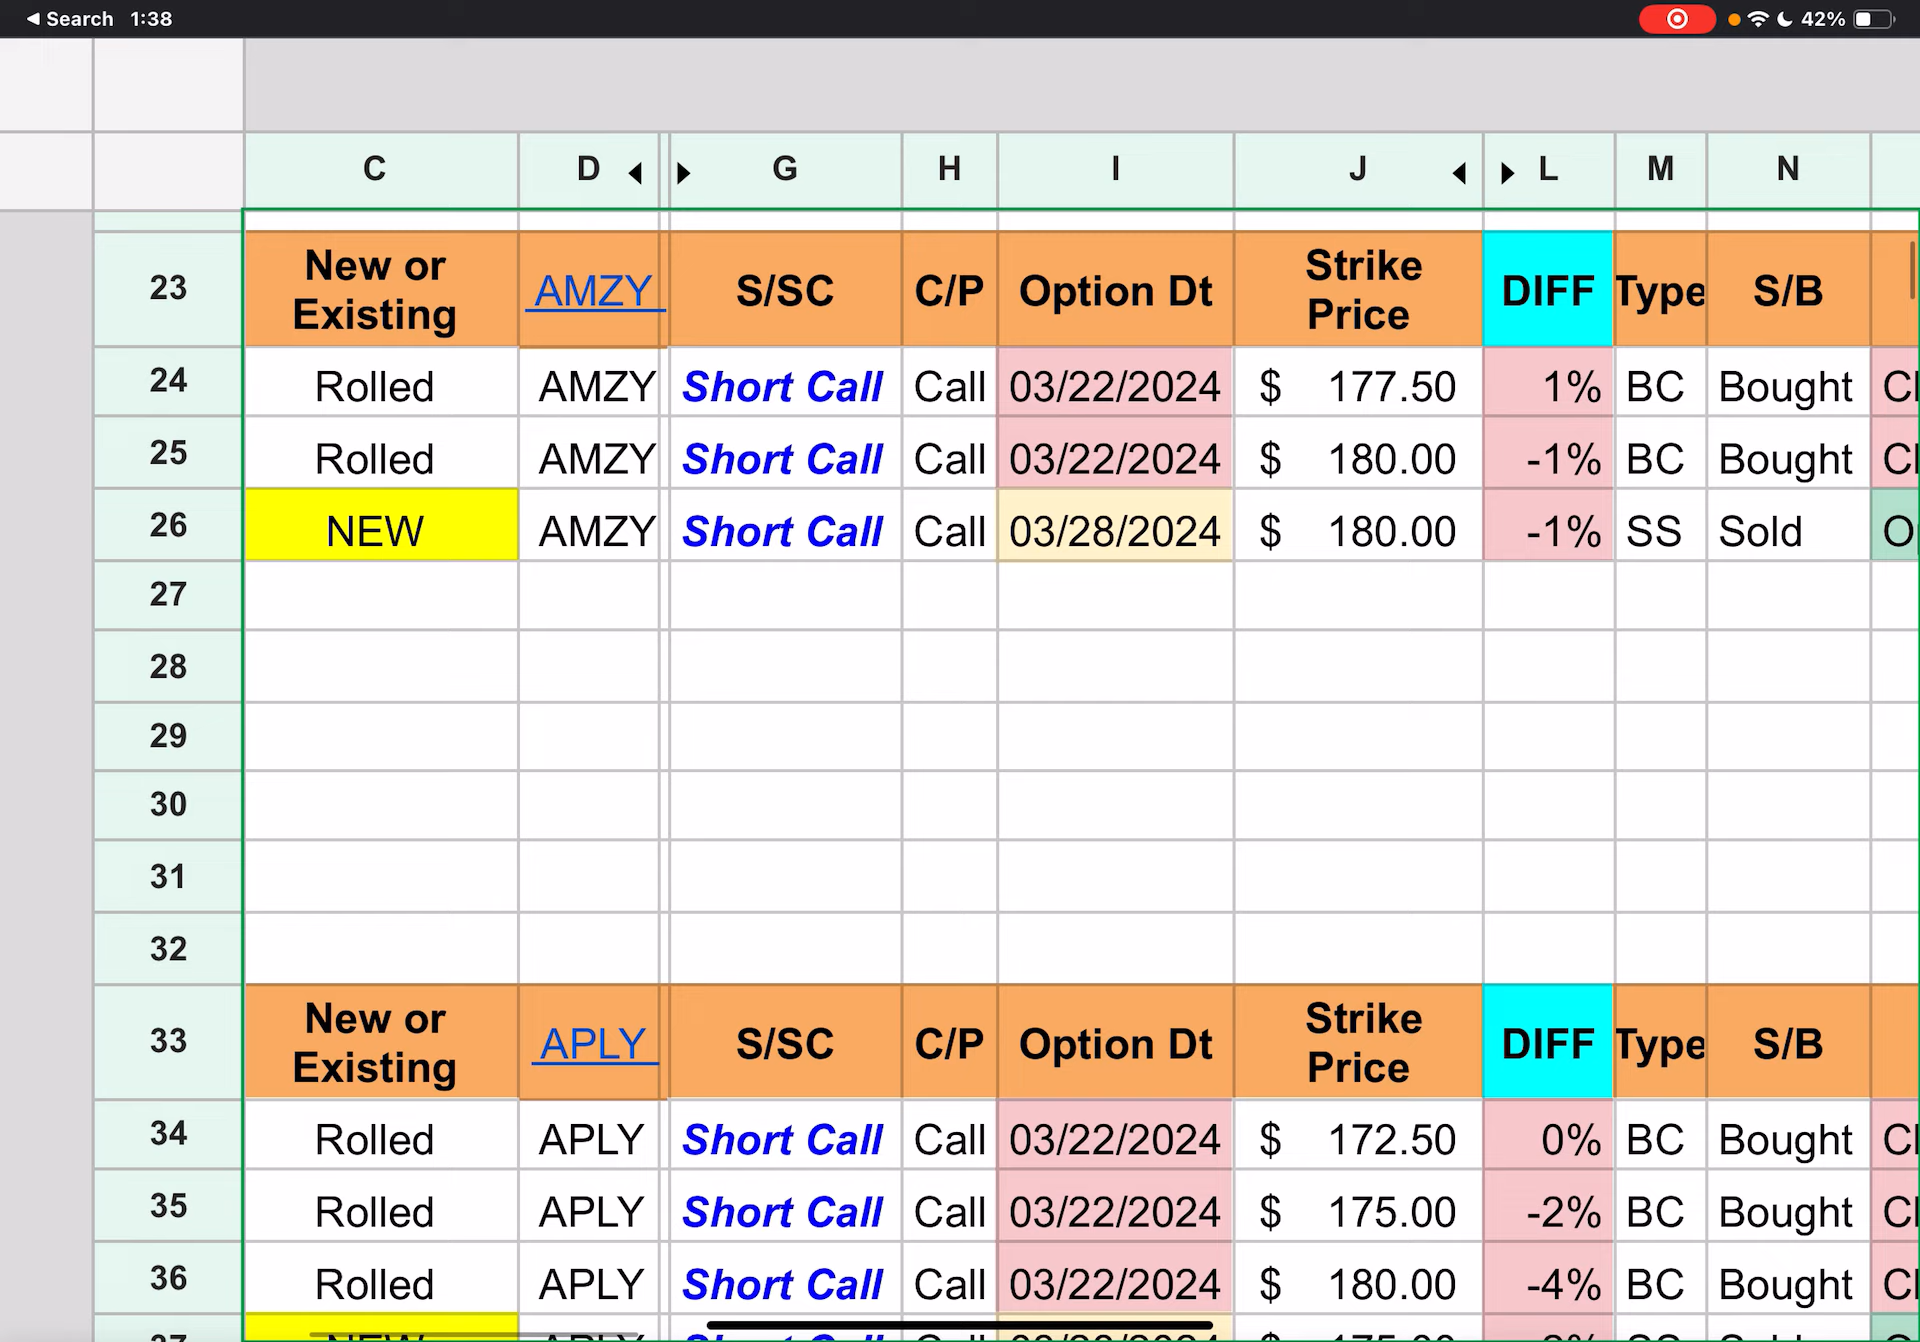 Search 1:38 42%
C D G H I J L M N
23 New or Existing AMZY S/SC C/P Option Dt Strike Price DIFF Type S/B
24 Rolled AMZY Short Call Call 03/22/2024 $ 177.50 1% BC Bought
25 Rolled AMZY Short Call Call 03/22/2024 $ 180.00 -1% BC Bought
26 NEW AMZY Short Call Call 03/28/2024 $ 180.00 -1% SS Sold
27
28
29
30
31
32
33 New or Existing APLY S/SC C/P Option Dt Strike Price DIFF Type S/B
34 Rolled APLY Short Call Call 03/22/2024 $ 172.50 0% BC Bought
35 Rolled APLY Short Call Call 03/22/2024 $ 175.00 -2% BC Bought
36 Rolled APLY Short Call Call 03/22/2024 $ 180.00 -4% BC Bought